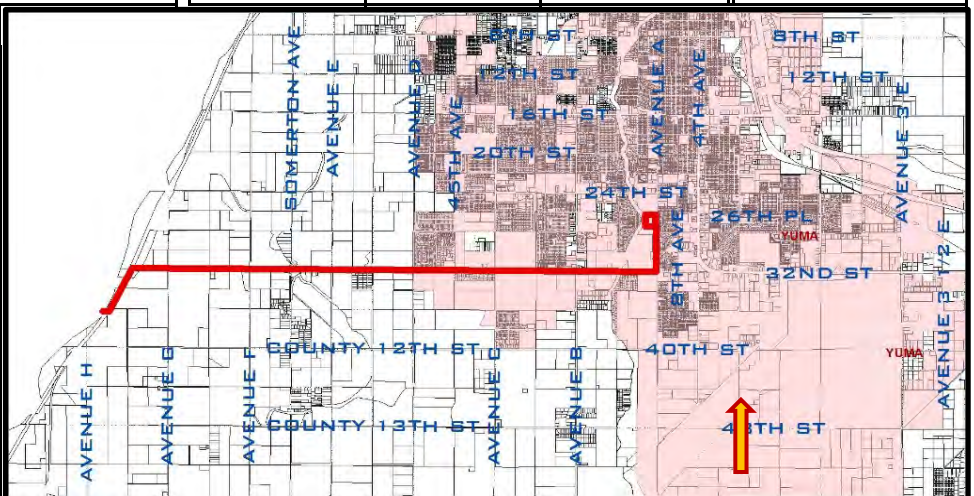 8TH ST
8TH ST
12TH ST
12TH ST
16TH ST
20TH ST
24TH ST
26TH PL
YUMA
32ND ST
COUNTY 12TH ST
40TH ST
YUMA
COUNTY 13TH ST
48TH ST
SOMERTON AVE
AVENUE E
AVENUE D
45TH AVE
AVENUE A
4TH AVE
AVENUE 3 E
8TH AVE
AVENUE 3 1/2 E
AVENUE H
AVENUE G
AVENUE F
AVENUE C
AVENUE B